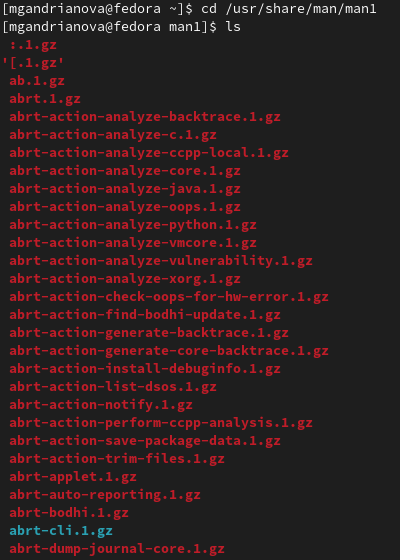 [mgandrianova@fedora ~]$ cd /usr/share/man/man1
[mgandrianova@fedora man1]$ ls
:.1.gz
'[.1.gz'
ab.1.gz
abrt.1.gz
abrt-action-analyze-backtrace.1.gz
abrt-action-analyze-c.1.gz
abrt-action-analyze-ccpp-local.1.gz
abrt-action-analyze-core.1.gz
abrt-action-analyze-java.1.gz
abrt-action-analyze-oops.1.gz
abrt-action-analyze-python.1.gz
abrt-action-analyze-vmcore.1.gz
abrt-action-analyze-vulnerability.1.gz
abrt-action-analyze-xorg.1.gz
abrt-action-check-oops-for-hw-error.1.gz
abrt-action-find-bodhi-update.1.gz
abrt-action-generate-backtrace.1.gz
abrt-action-generate-core-backtrace.1.gz
abrt-action-install-debuginfo.1.gz
abrt-action-list-dsos.1.gz
abrt-action-notify.1.gz
abrt-action-perform-ccpp-analysis.1.gz
abrt-action-save-package-data.1.gz
abrt-action-trim-files.1.gz
abrt-applet.1.gz
abrt-auto-reporting.1.gz
abrt-bodhi.1.gz
abrt-cli.1.gz
abrt-dump-journal-core.1.gz